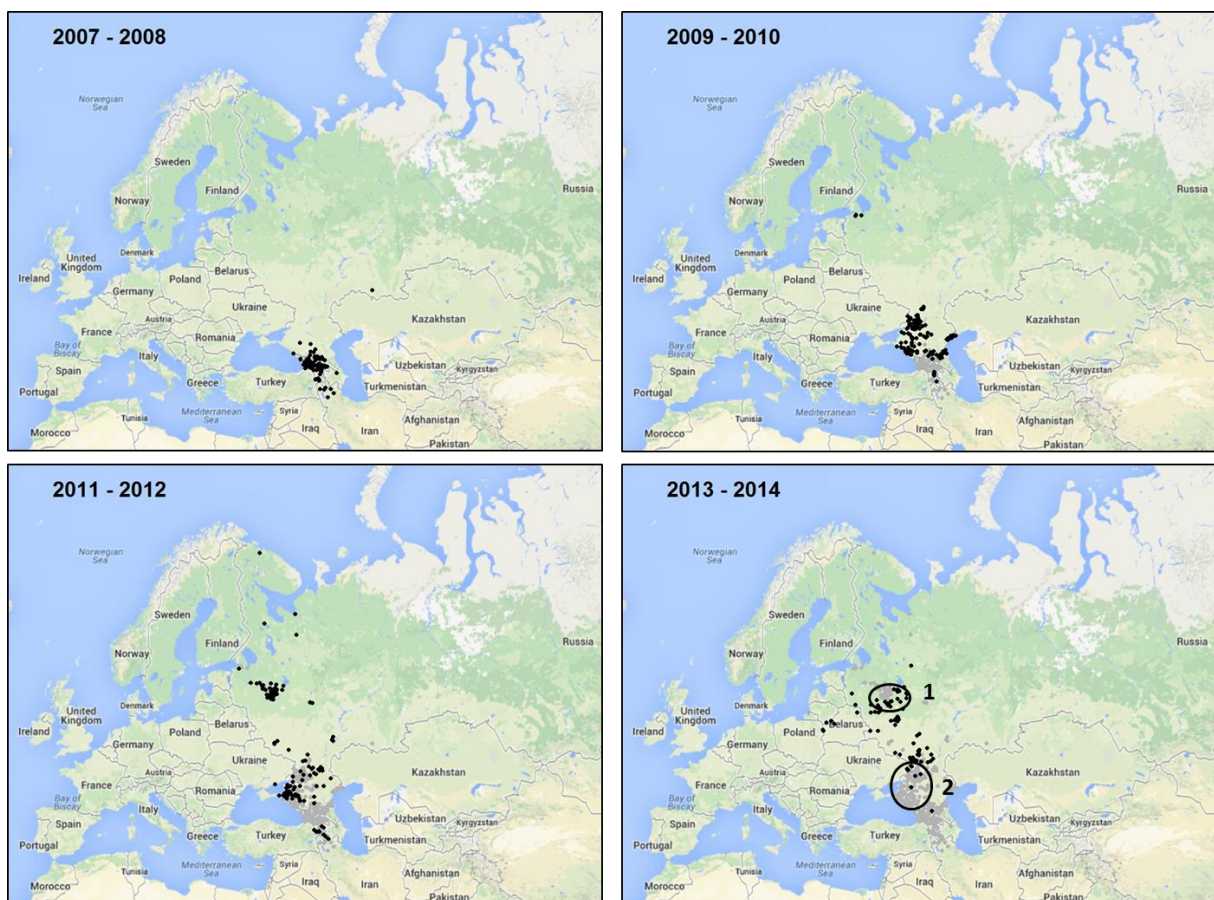 2007 - 2008
Norwegian
Sea
Sweden
Finland
Norway
Russia
United
Kingdom
Denmark
Ireland
Belarus
Poland
Germany
Ukraine
Austria
Kazakhstan
France
Romania
Bay of
Biscay
Italy
Uzbekistan
Spain
Kyrgyzstan
Greece
Turkey
Turkmenistan
Portugal
Mediterranean
Sea
Tunisia
Syria
Afghanistan
Iraq
Iran
Morocco
Pakistan
2009 - 2010
Norwegian
Sea
Sweden
Finland
Norway
Russia
United
Kingdom
Denmark
Ireland
Belarus
Poland
Germany
Ukraine
Austria
Kazakhstan
France
Romania
Bay of
Biscay
Italy
Uzbekistan
Spain
Kyrgyzstan
Greece
Turkey
Turkmenistan
Portugal
Mediterranean
Sea
Tunisia
Syria
Afghanistan
Iraq
Iran
Morocco
Pakistan
2011 - 2012
Norwegian
Sea
Sweden
Finland
Norway
Russia
United
Kingdom
Denmark
Ireland
Belarus
Poland
Germany
Ukraine
Austria
Kazakhstan
France
Romania
Bay of
Biscay
Italy
Uzbekistan
Spain
Kyrgyzstan
Greece
Turkey
Turkmenistan
Portugal
Mediterranean
Sea
Tunisia
Syria
Afghanistan
Iraq
Iran
Morocco
Pakistan
2013 - 2014
Norwegian
Sea
Sweden
Finland
Norway
Russia
1
United
Kingdom
Denmark
Ireland
Belarus
Poland
Germany
Ukraine
Austria
Kazakhstan
2
France
Romania
Bay of
Biscay
Italy
Uzbekistan
Spain
Kyrgyzstan
Greece
Turkey
Turkmenistan
Portugal
Mediterranean
Sea
Tunisia
Syria
Afghanistan
Iraq
Iran
Morocco
Pakistan